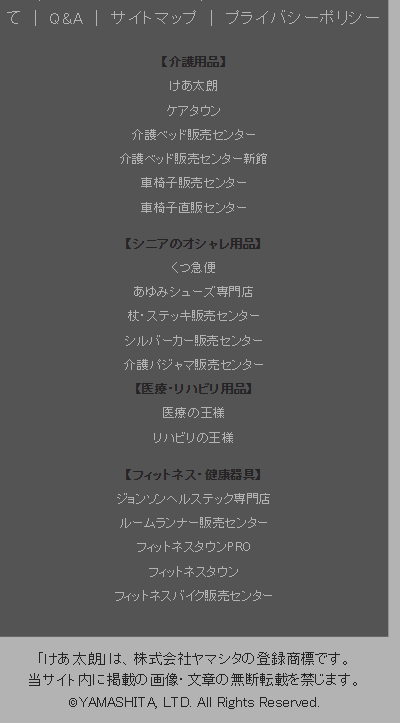 て ｜ Q&A ｜ サイトマップ ｜ プライバシーポリシー
【介護用品】
けあ太朗
ケアタウン
介護ベッド販売センター
介護ベッド販売センター新館
車椅子販売センター
車椅子直販センター
【シニアのオシャレ用品】
くつ急便
あゆみシューズ専門店
杖・ステッキ販売センター
シルバーカー販売センター
介護パジャマ販売センター
【医療・リハビリ用品】
医療の王様
リハビリの王様
【フィットネス・健康器具】
ジョンソンヘルステック専門店
ルームランナー販売センター
フィットネスタウンPRO
フィットネスタウン
フィットネスバイク販売センター
「けあ太朗」は、株式会社ヤマシタの登録商標です。
当サイト内に掲載の画像・文章の無断転載を禁じます。
©YAMASHITA, LTD. All Rights Reserved.